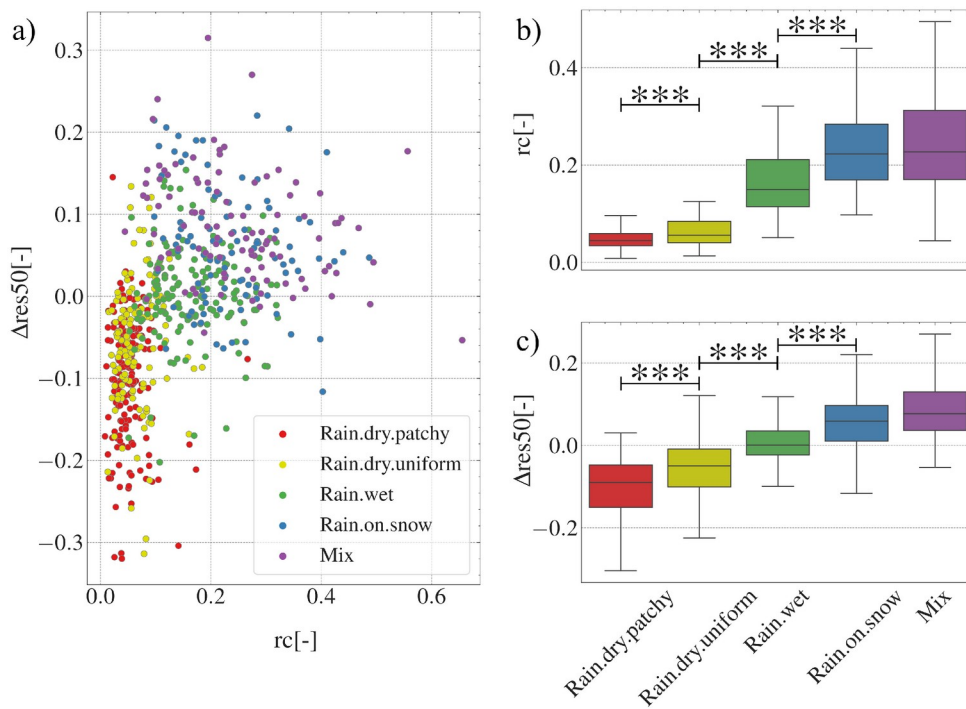 a)
0.3
0.2
0.1
0.0
−0.1
−0.2
−0.3
Δres50[-]
0.0 0.2 0.4 0.6
rc[-]
Rain.dry.patchy
Rain.dry.uniform
Rain.wet
Rain.on.snow
Mix
b)
0.4
0.2
0.0
rc[-]
***
***
***
c)
0.2
0.0
−0.2
Δres50[-]
***
***
***
Rain.dry.patchy
Rain.dry.uniform
Rain.wet
Rain.on.snow
Mix